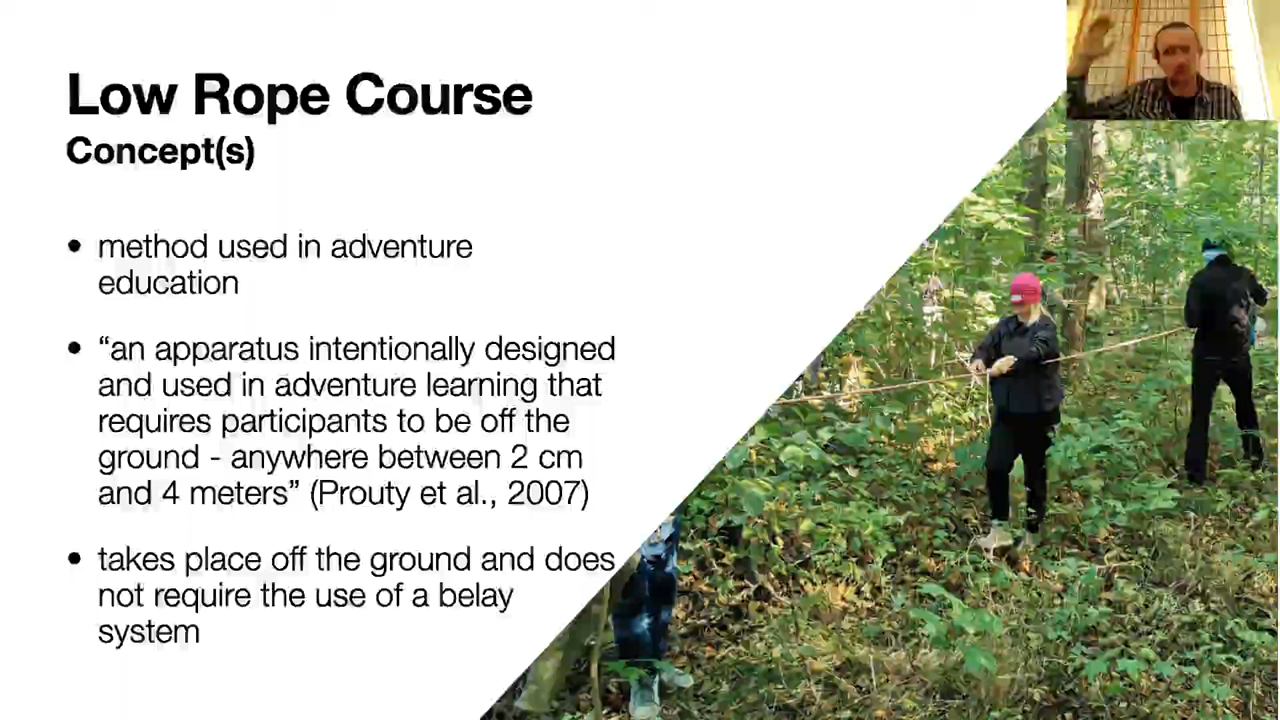 Low Rope Course
Concept(s)
• method used in adventure
education
• “an apparatus intentionally designed
and used in adventure learning that
requires participants to be off the
ground - anywhere between 2 cm
and 4 meters” (Prouty et al., 2007)
• takes place off the ground and does
not require the use of a belay
system